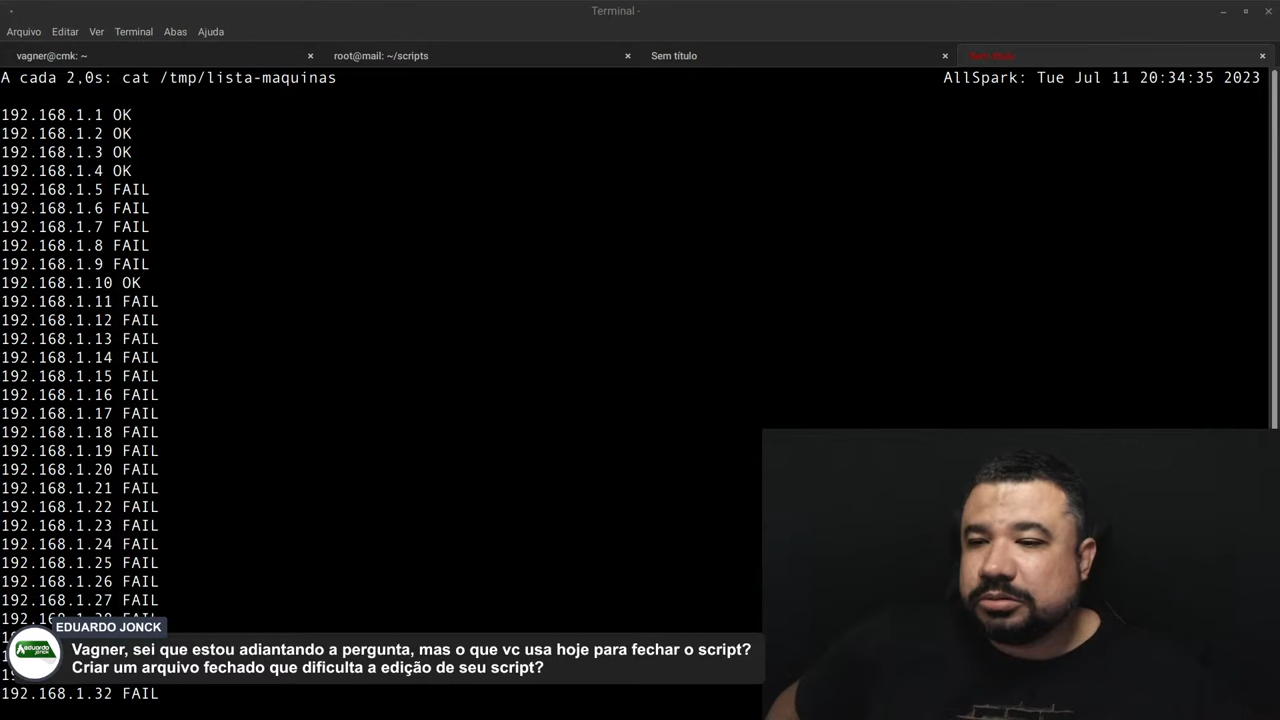 Terminal -
Arquivo Editar Ver Terminal Abas Ajuda
vagner@cmk: ~ root@mail: ~/scripts Sem título
A cada 2,0s: cat /tmp/lista-maquinas AllSpark: Tue Jul 11 20:34:35 2023
192.168.1.1 OK
192.168.1.2 OK
192.168.1.3 OK
192.168.1.4 OK
192.168.1.5 FAIL
192.168.1.6 FAIL
192.168.1.7 FAIL
192.168.1.8 FAIL
192.168.1.9 FAIL
192.168.1.10 OK
192.168.1.11 FAIL
192.168.1.12 FAIL
192.168.1.13 FAIL
192.168.1.14 FAIL
192.168.1.15 FAIL
192.168.1.16 FAIL
192.168.1.17 FAIL
192.168.1.18 FAIL
192.168.1.19 FAIL
192.168.1.20 FAIL
192.168.1.21 FAIL
192.168.1.22 FAIL
192.168.1.23 FAIL
192.168.1.24 FAIL
192.168.1.25 FAIL
192.168.1.26 FAIL
192.168.1.27 FAIL
EDUARDO JONCK
Vagner, sei que estou adiantando a pergunta, mas o que vc usa hoje para fechar o script?
Criar um arquivo fechado que dificulta a edição de seu script?
192.168.1.32 FAIL